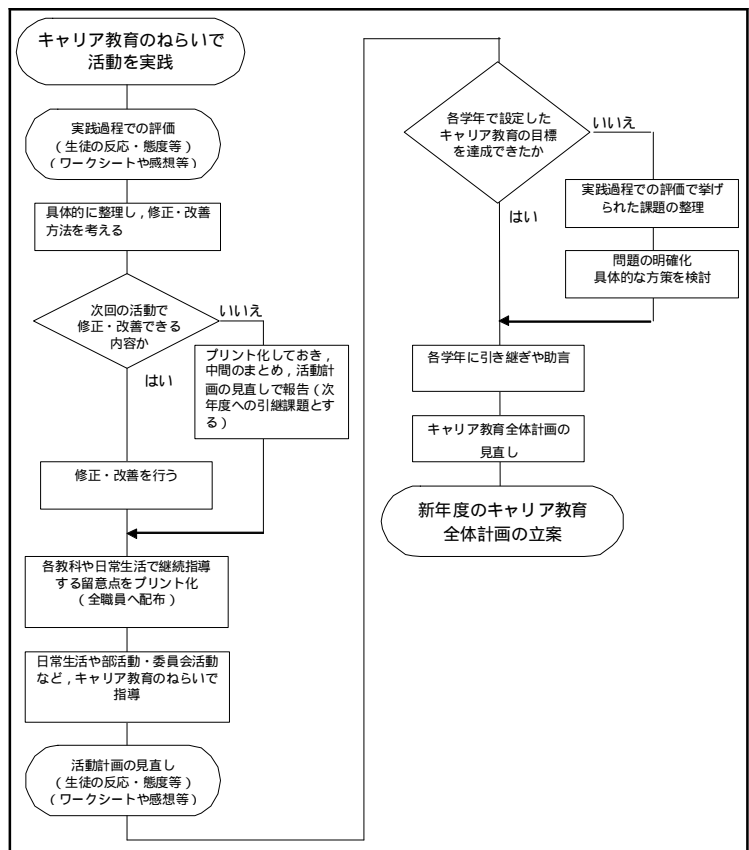 キャリア教育のねらいで
活動を実践
実践過程での評価
（生徒の反応・態度等）
（ワークシートや感想等）
具体的に整理し，修正・改善
方法を考える
次回の活動で
修正・改善できる
内容か
いいえ
はい
プリント化しておき，
中間のまとめ，活動計
画の見直しで報告（次
年度への引継課題とす
る）
修正・改善を行う
各教科や日常生活で継続指導
する留意点をプリント化
（全職員へ配布）
日常生活や部活動・委員会活動
など，キャリア教育のねらいで
指導
活動計画の見直し
（生徒の反応・態度等）
（ワークシートや感想等）
各学年で設定した
キャリア教育の目標
を達成できたか
いいえ
はい
実践過程での評価で挙げ
られた課題の整理
問題の明確化
具体的な方策を検討
各学年に引き継ぎや助言
キャリア教育全体計画の
見直し
新年度のキャリア教育
全体計画の立案